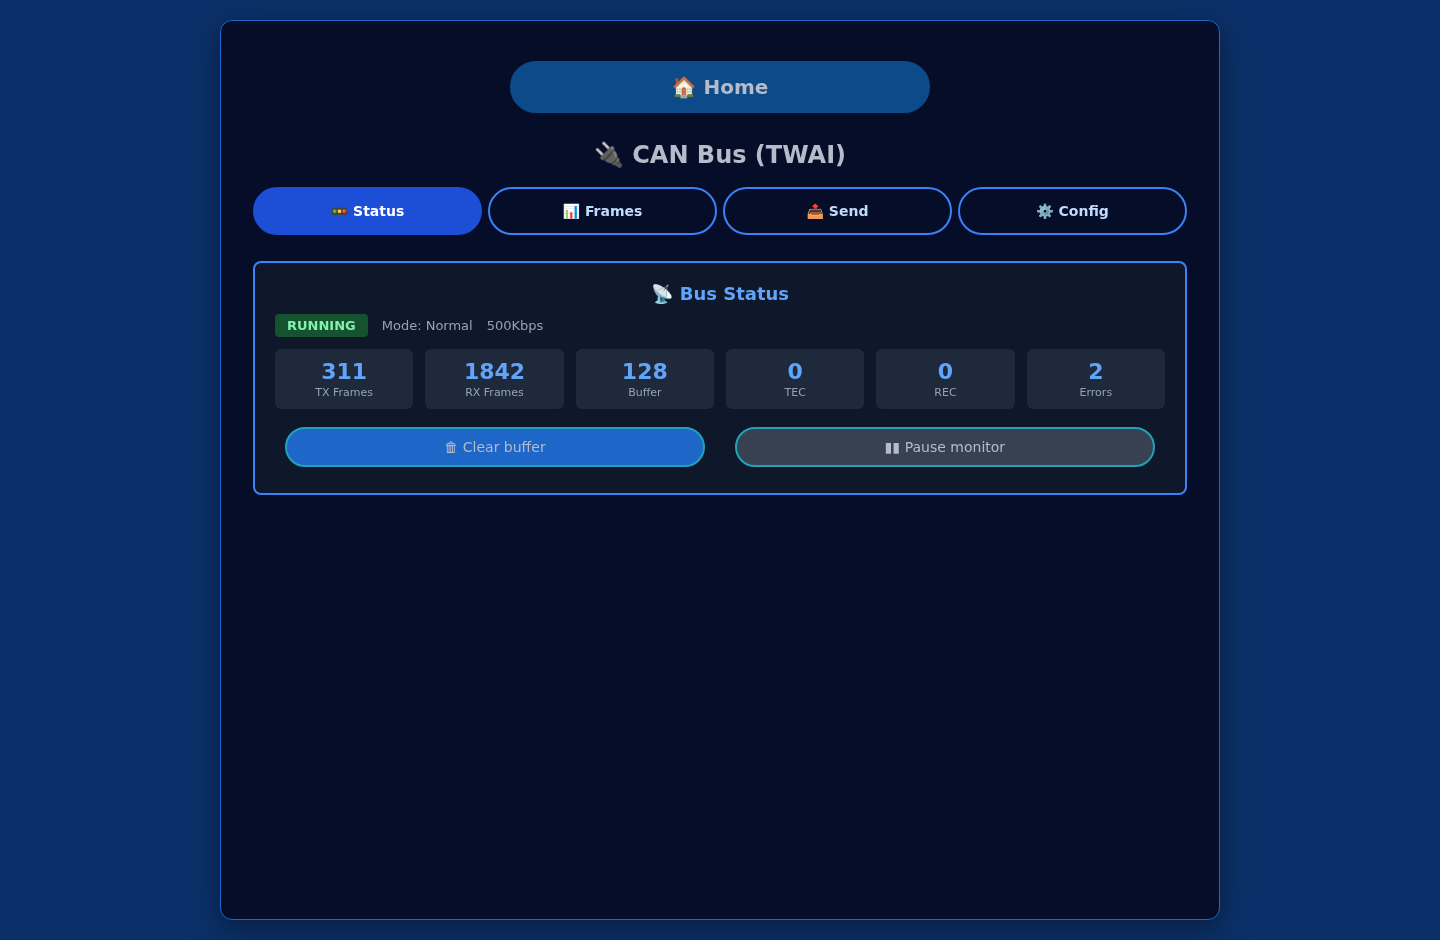 🏠 Home
🔌 CAN Bus (TWAI)
🚥 Status
📊 Frames
📤 Send
⚙️ Config
📡 Bus Status
RUNNING Mode: Normal 500Kbps
311 1842 128 0 0 2
TX Frames RX Frames Buffer TEC REC Errors
🗑 Clear buffer
▮▮ Pause monitor